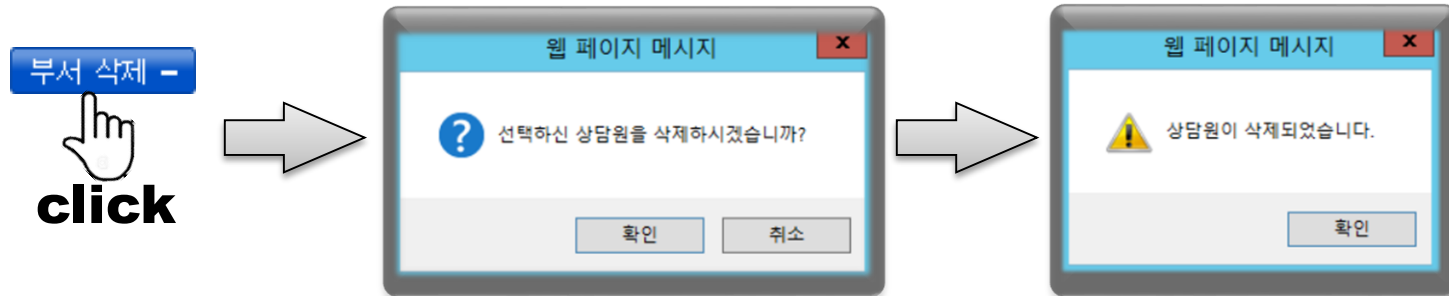 부서 삭제 -
click
웹 페이지 메시지
x
선택하신 상담원을 삭제하시겠습니까?
확인
취소
웹 페이지 메시지
x
상담원이 삭제되었습니다.
확인